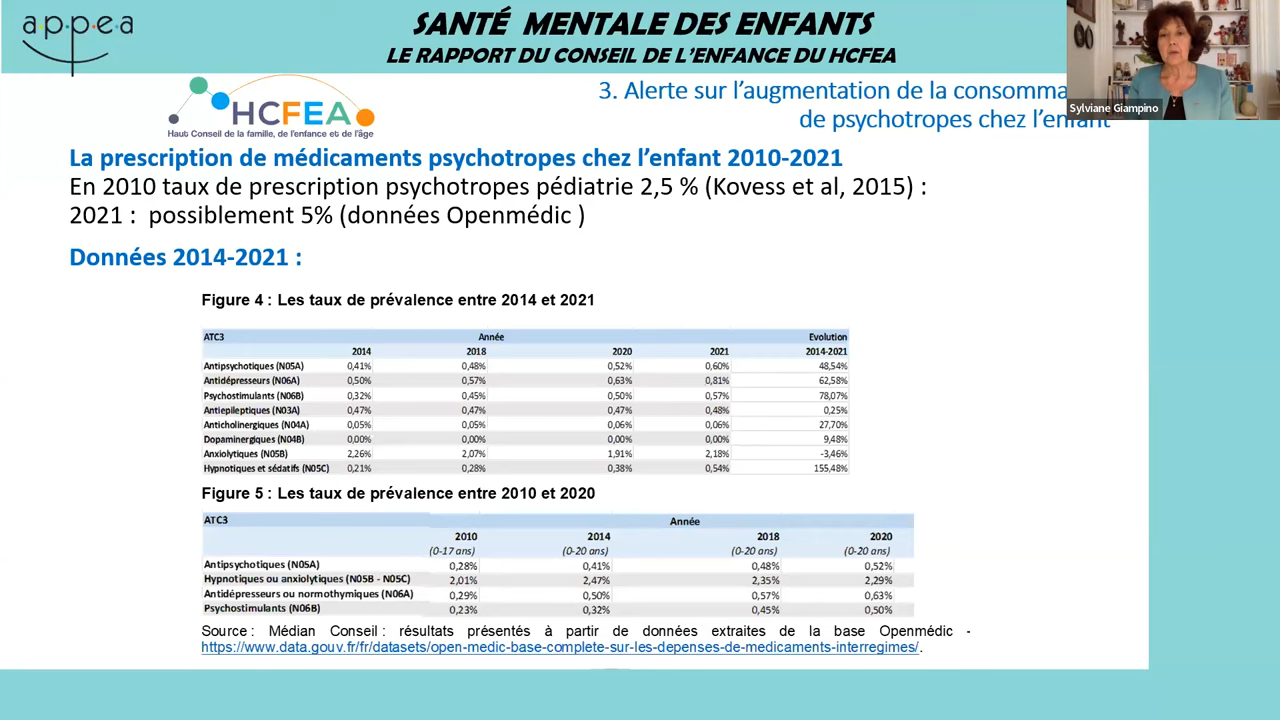 appea
SANTÉ MENTALE DES ENFANTS
LE RAPPORT DU CONSEIL DE L'ENFANCE DU HCFEA
Sylviane Giampino
HCFEA
Haut Conseil de la famille, de l'enfance et de l'âge
3. Alerte sur l'augmentation de la consomma
de psychotropes chez l'enfant
La prescription de médicaments psychotropes chez l'enfant 2010-2021
En 2010 taux de prescription psychotropes pédiatrie 2,5 % (Kovess et al, 2015) :
2021 : possiblement 5% (données Openmédic )
Données 2014-2021 :
Figure 4 : Les taux de prévalence entre 2014 et 2021
ATC3 Année Evolution
2014 2018 2020 2021 2014-2021
Antipsychotiques (N05A) 0,41% 0,48% 0,52% 0,60% 48,54%
Antidépresseurs (N06A) 0,50% 0,57% 0,63% 0,81% 62,58%
Psychostimulants (N06B) 0,32% 0,45% 0,50% 0,57% 78,07%
Antiepileptiques (N03A) 0,47% 0,47% 0,47% 0,48% 0,25%
Anticholinergiques (N04A) 0,05% 0,05% 0,06% 0,06% 27,70%
Dopaminergiques (N04B) 0,00% 0,00% 0,00% 0,00% 9,48%
Anxiolytiques (N05B) 2,26% 2,07% 1,91% 2,18% -3,46%
Hypnotiques et sédatifs (N05C) 0,21% 0,28% 0,38% 0,54% 155,48%
Figure 5 : Les taux de prévalence entre 2010 et 2020
ATC3 Année
2010 2014 2018 2020
(0-17 ans) (0-20 ans) (0-20 ans) (0-20 ans)
Antipsychotiques (N05A) 0,28% 0,41% 0,48% 0,52%
Hypnotiques ou anxiolytiques (N05B - N05C) 2,01% 2,47% 2,35% 2,29%
Antidépresseurs ou normothymiques (N06A) 0,29% 0,50% 0,57% 0,63%
Psychostimulants (N06B) 0,23% 0,32% 0,45% 0,50%
Source : Médian Conseil : résultats présentés à partir de données extraites de la base Openmédic -
https://www.data.gouv.fr/fr/datasets/open-medic-base-complete-sur-les-depenses-de-medicaments-interregimes/.